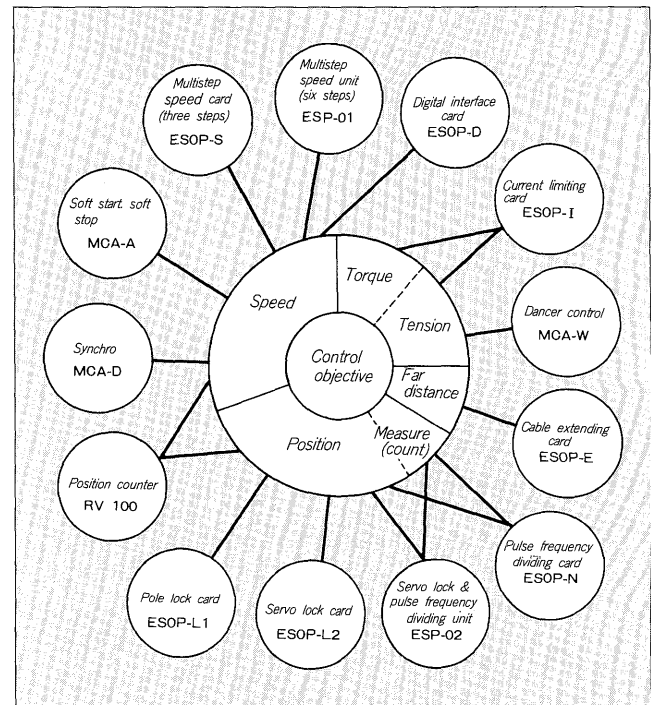 Multistep
speed card
(three steps)
ESOP-S
Multistep
speed unit
(six steps)
ESP-01
Digital interface
card
ESOP-D
Current limiting
card
ESOP-I
Soft start. soft
stop
MCA-A
Dancer control
MCA-W
Synchro
MCA-D
Cable extending
card
ESOP-E
Position counter
RV 100
Pulse frequency
dividing card
ESOP-N
Pole lock card
ESOP-L1
Servo lock card
ESOP-L2
Servo lock &
pulse frequency
dividing unit
ESP-02
Speed
Torque
Tension
Far
distance
Measure
(count)
Position
Control
objective